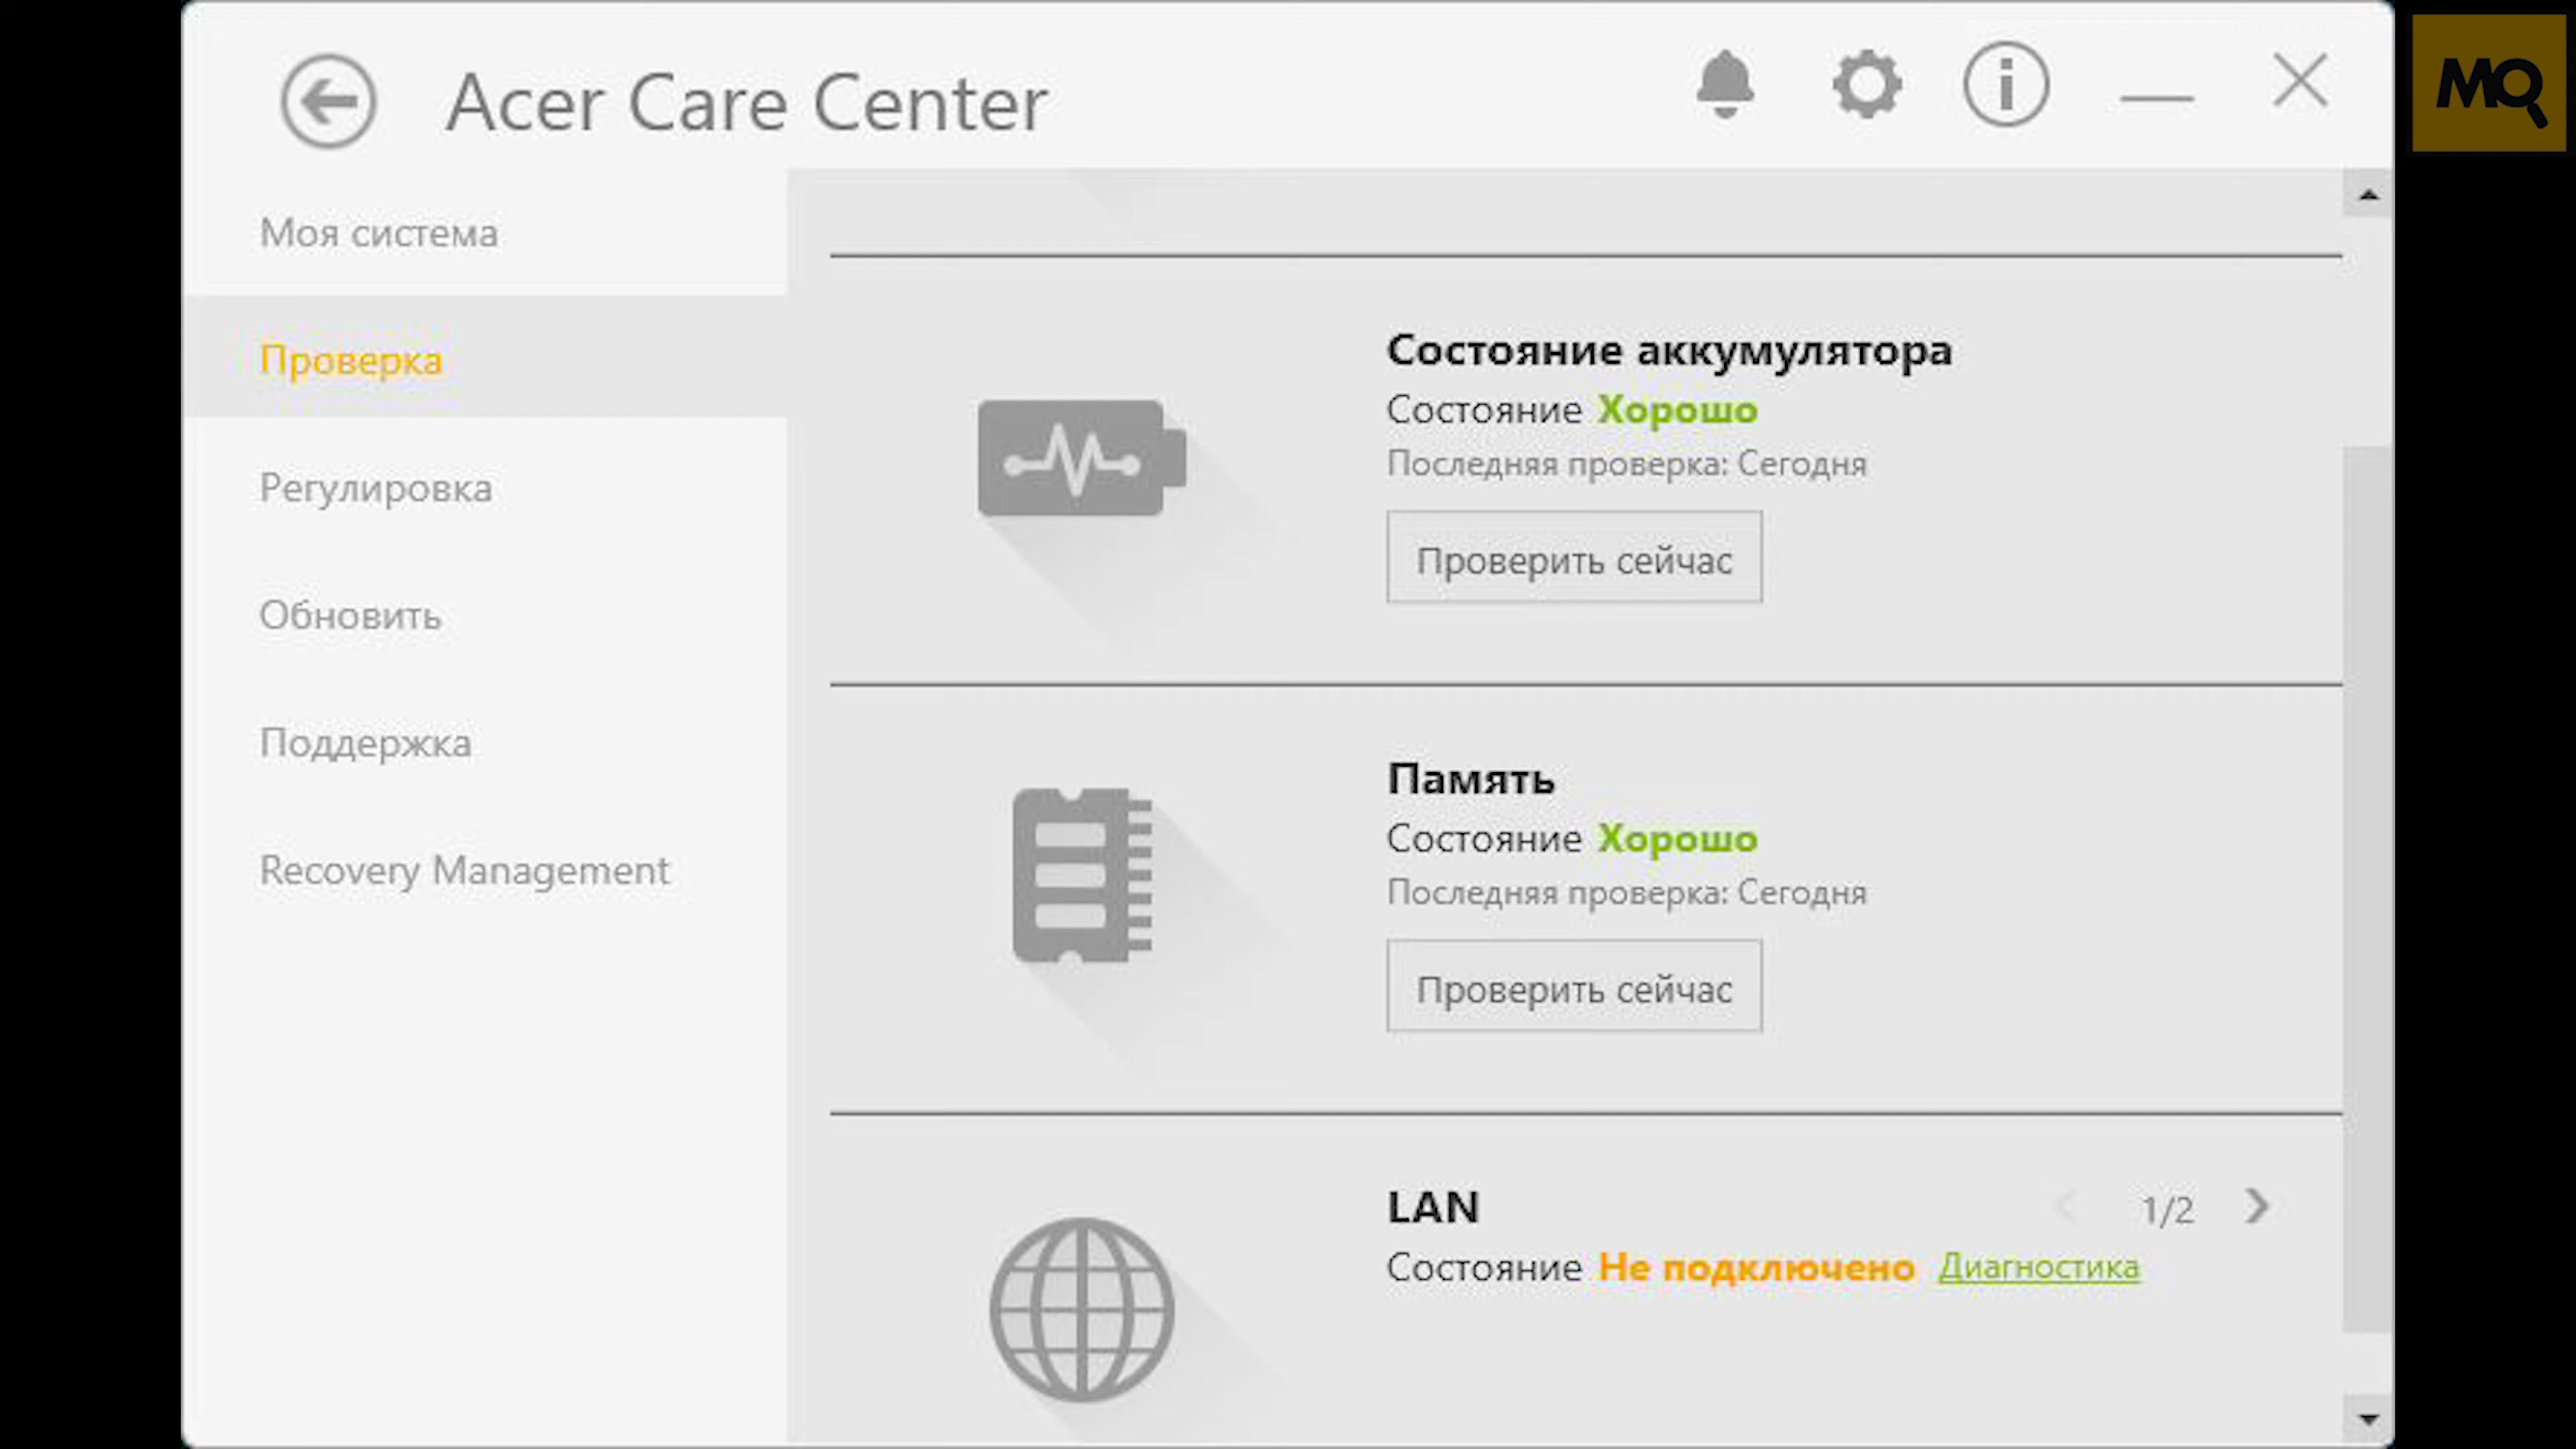 Acer Care Center
MQ
Моя система
Проверка
Регулировка
Обновить
Поддержка
Recovery Management
Состояние аккумулятора
Состояние Хорошо
Последняя проверка: Сегодня
Проверить сейчас
Память
Состояние Хорошо
Последняя проверка: Сегодня
Проверить сейчас
LAN
1/2
Состояние Не подключено Диагностика